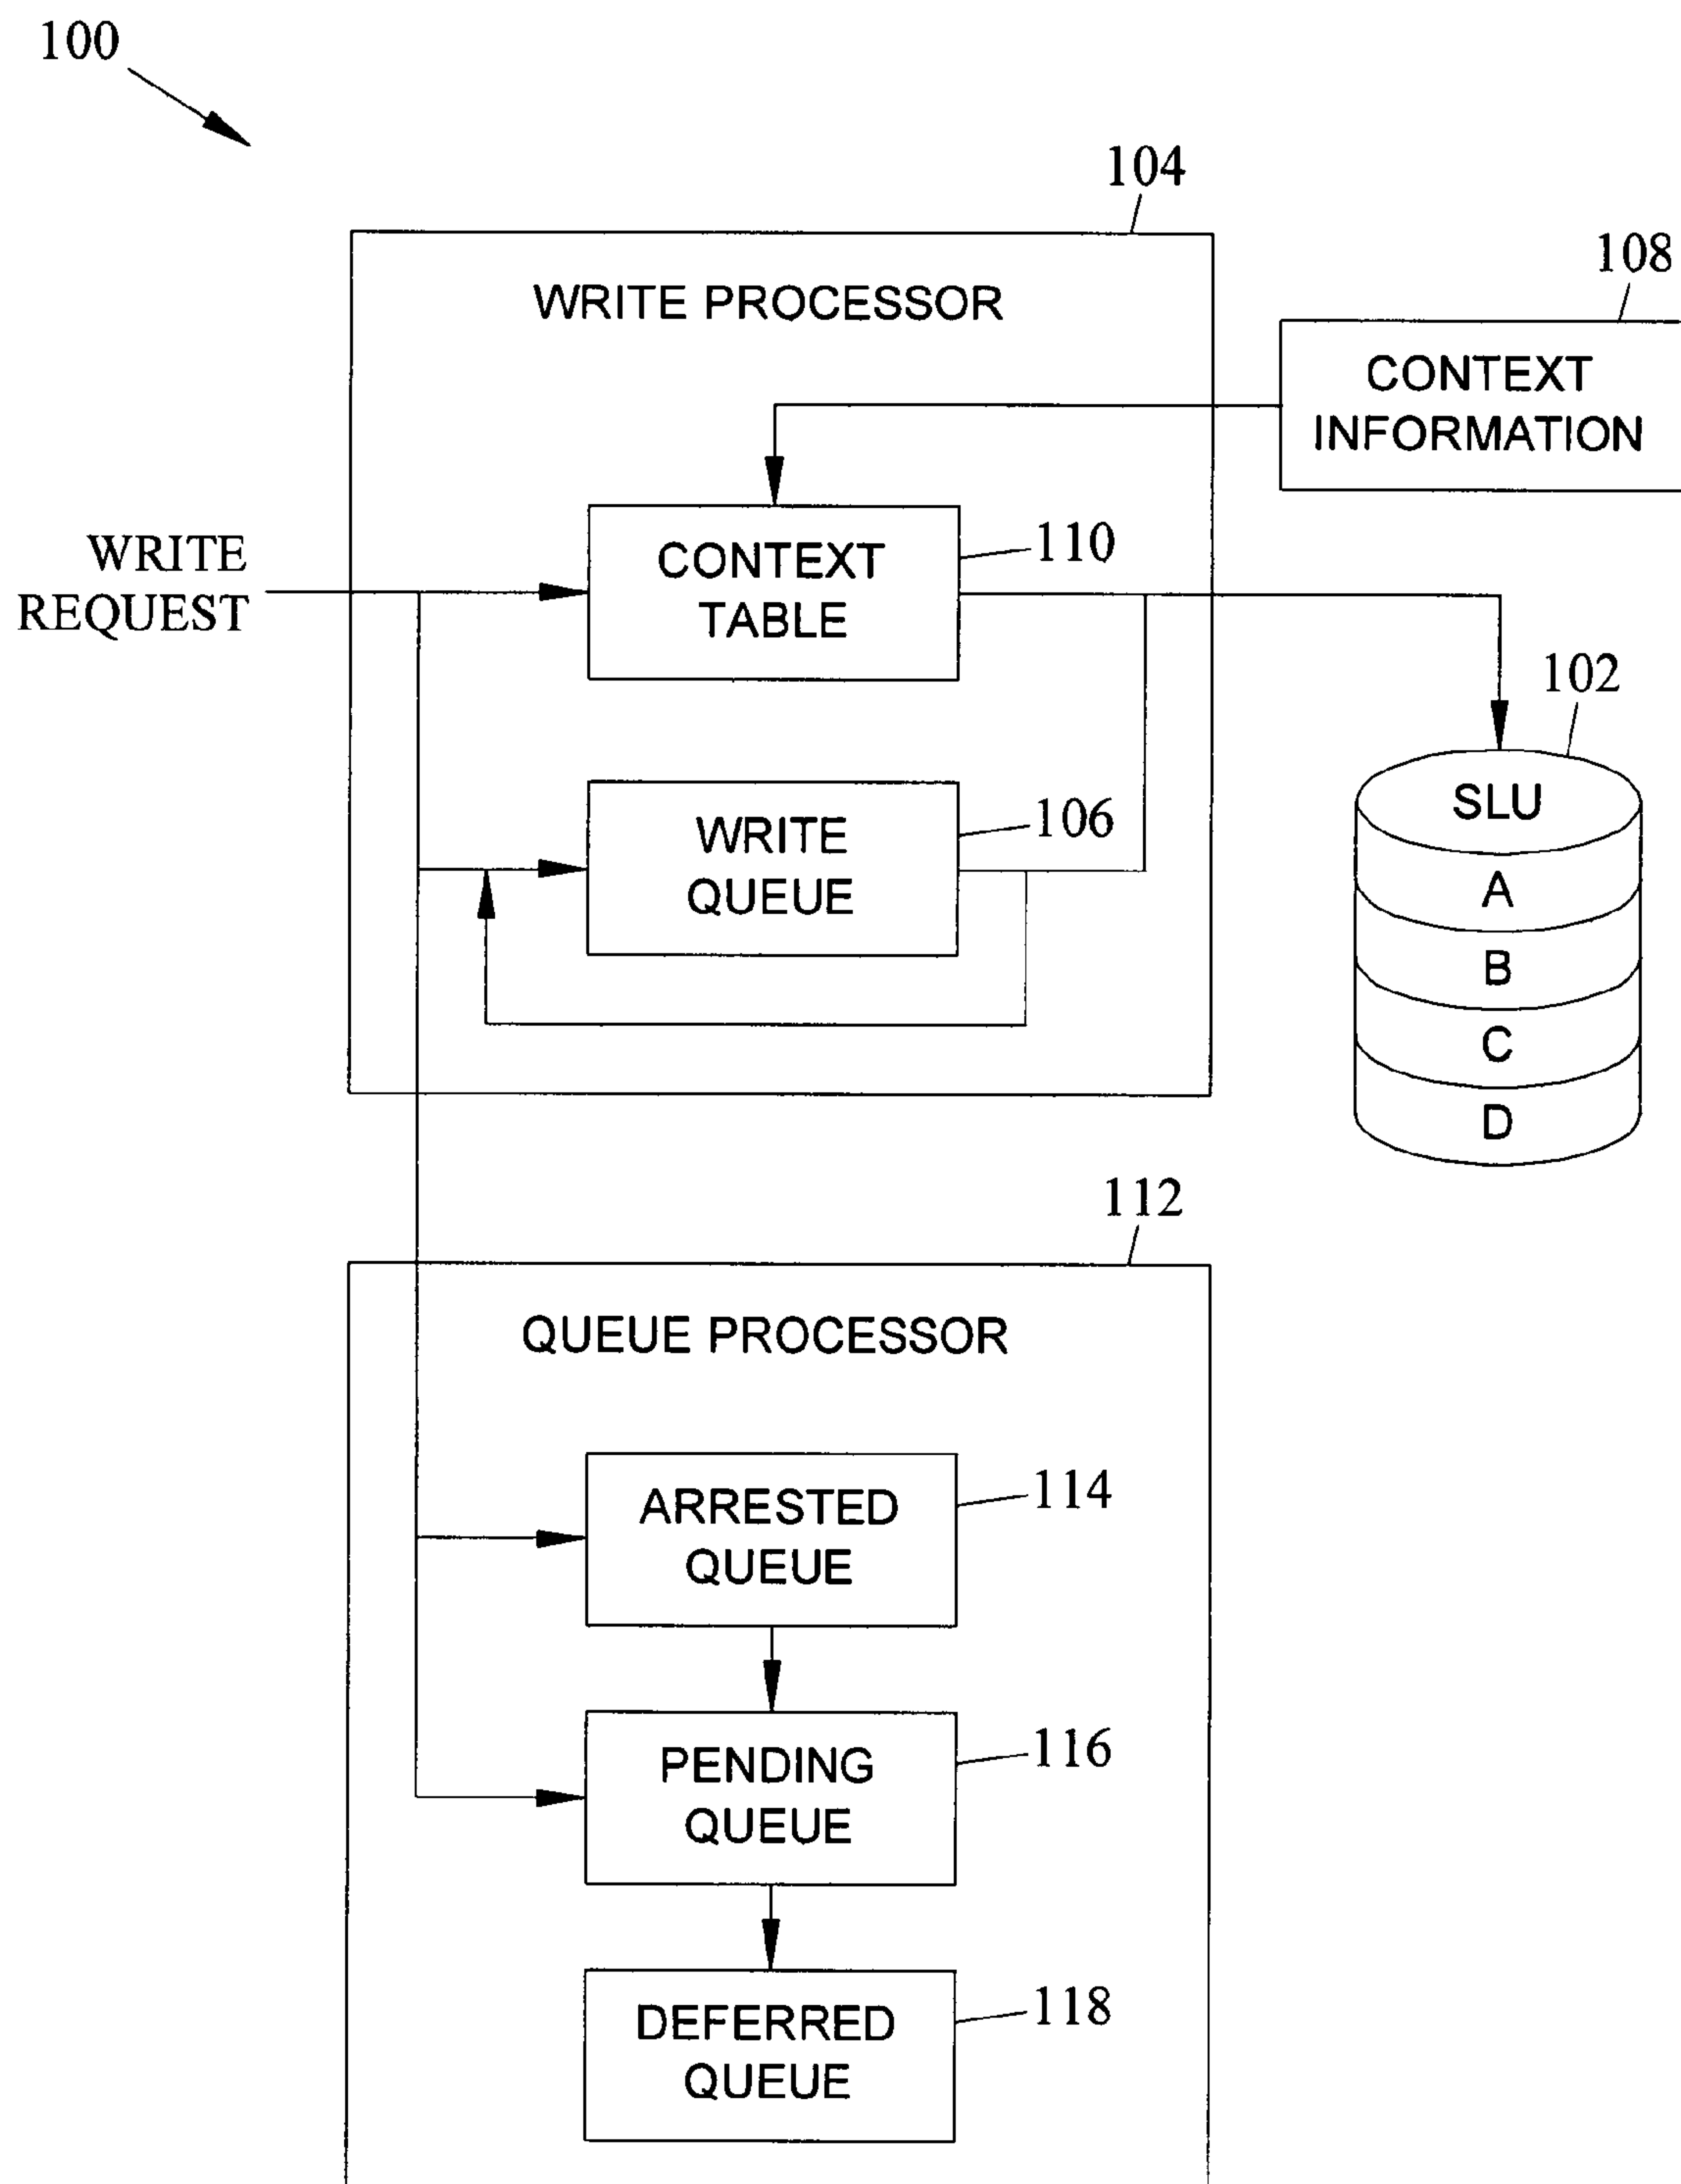 100
104
108
WRITE PROCESSOR
CONTEXT
INFORMATION
CONTEXT
TABLE
110
WRITE
REQUEST
102
SLU
A
B
C
D
WRITE
QUEUE
106
112
QUEUE PROCESSOR
ARRESTED
QUEUE
114
PENDING
QUEUE
116
DEFERRED
QUEUE
118